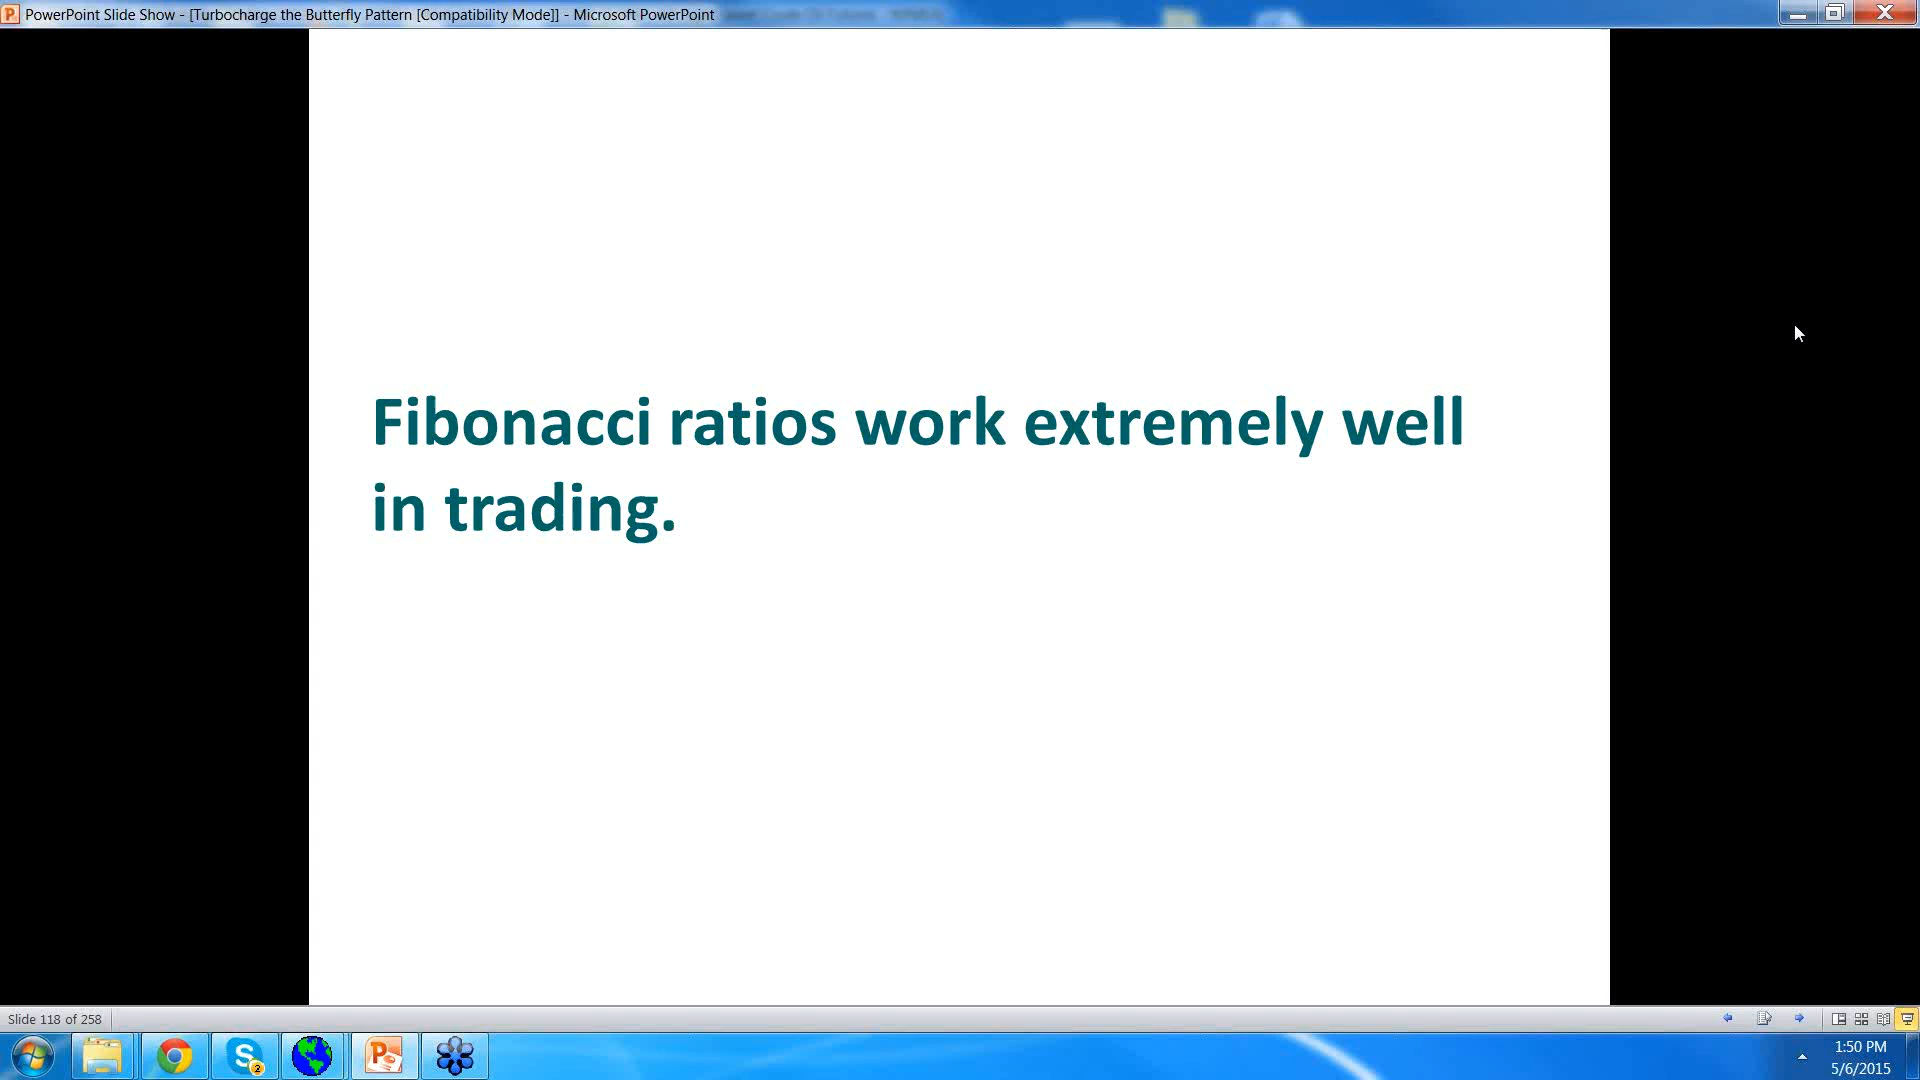 PowerPoint Slide Show - [Turbocharge the Butterfly Pattern [Compatibility Mode]] - Microsoft PowerPoint
Fibonacci ratios work extremely well
in trading.
Slide 118 of 258
2
1:50 PM
5/6/2015